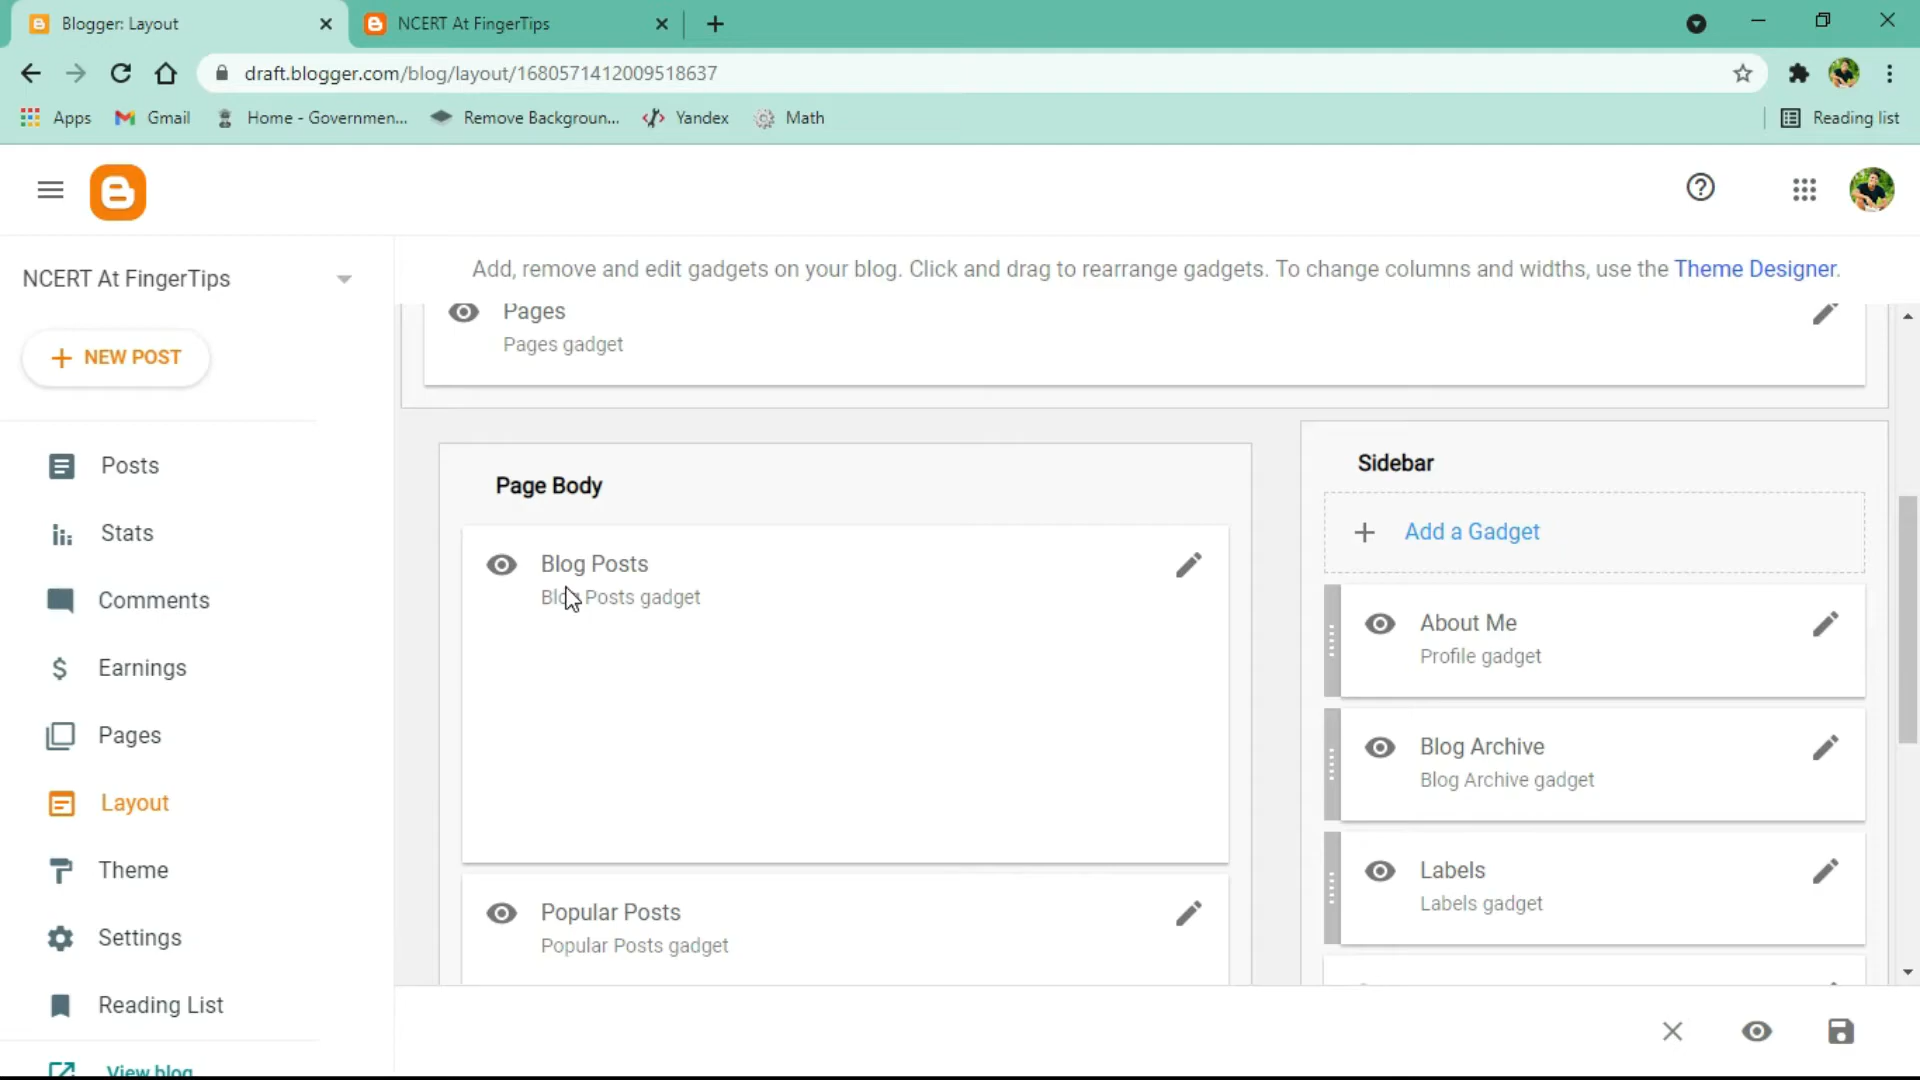 Blogger: Layout
NCERT At FingerTips
draft.blogger.com/blog/layout/1680571412009518637
Apps
Gmail
Home - Governmen...
Remove Backgroun...
Yandex
Math
Reading list
NCERT At FingerTips
Add, remove and edit gadgets on your blog. Click and drag to rearrange gadgets. To change columns and widths, use the Theme Designer.
NEW POST
Posts
Stats
Comments
Earnings
Pages
Layout
Theme
Settings
Reading List
View blog
Pages
Pages gadget
Page Body
Blog Posts
Blog Posts gadget
Popular Posts
Popular Posts gadget
Sidebar
Add a Gadget
About Me
Profile gadget
Blog Archive
Blog Archive gadget
Labels
Labels gadget